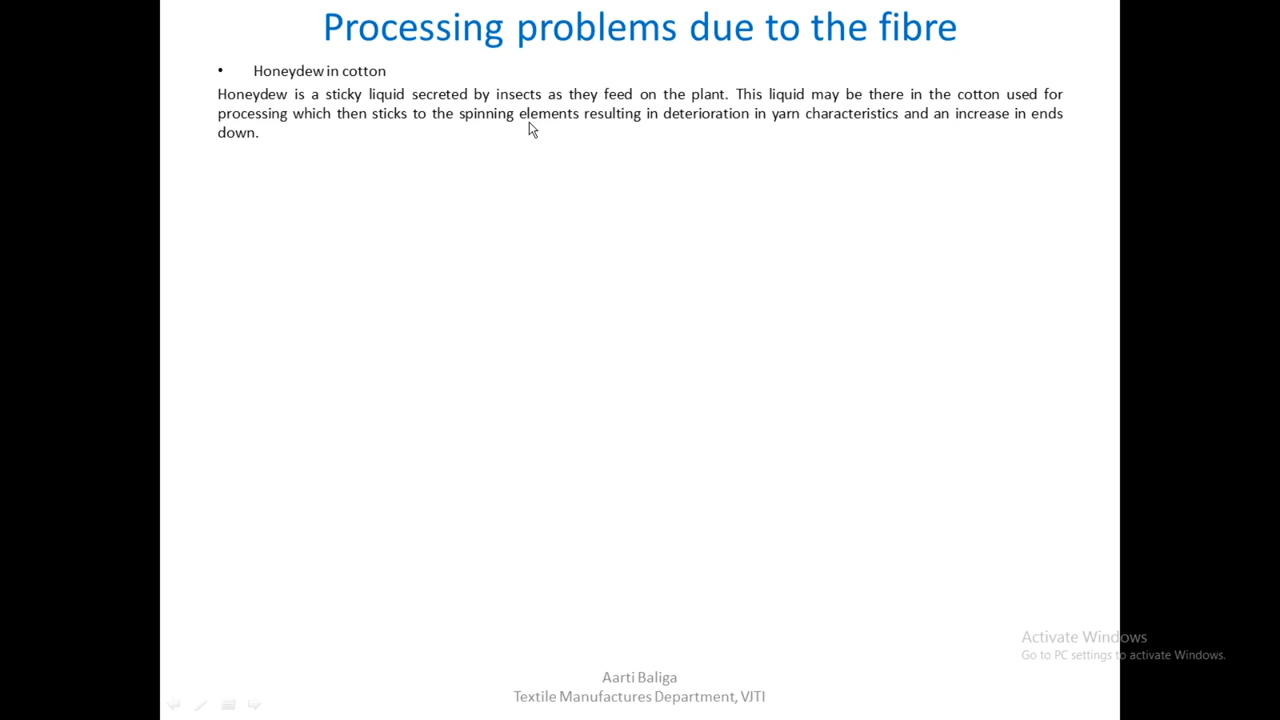 Processing problems due to the fibre
• Honeydew in cotton
Honeydew is a sticky liquid secreted by insects as they feed on the plant. This liquid may be there in the cotton used for
processing which then sticks to the spinning elements resulting in deterioration in yarn characteristics and an increase in ends
down.
Activate Windows
Go to PC settings to activate Windows.
Aarti Baliga
Textile Manufactures Department, VJTI